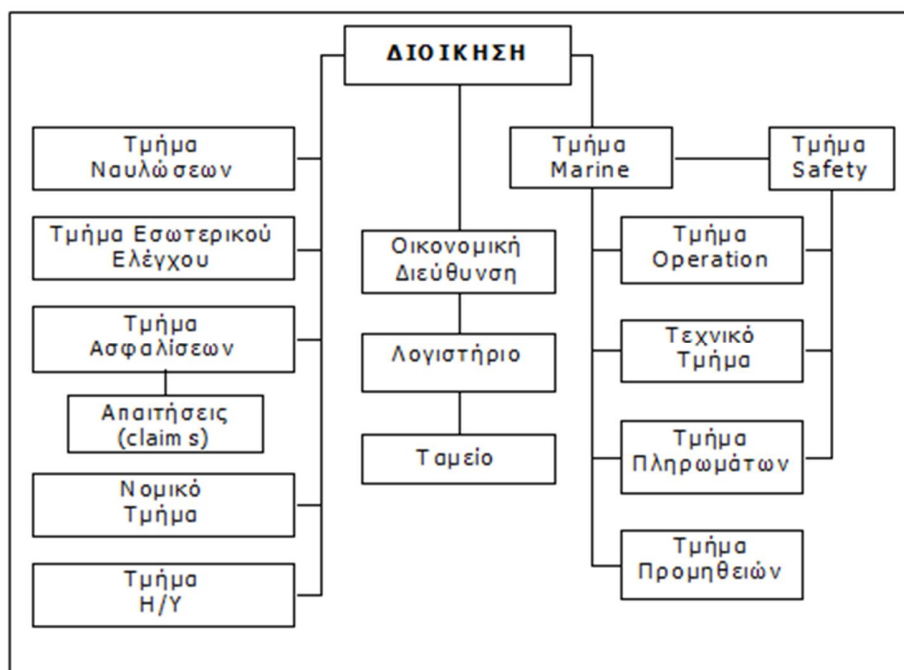 ΔΙΟΙΚΗΣΗ
Τμήμα
Ναυλώσεων
Τμήμα Εσωτερικού
Ελέγχου
Τμήμα
Ασφαλίσεων
Απαιτήσεις
(claim s)
Νομικό
Τμήμα
Τμήμα
Η/Υ
Οικονομική
Διεύθυνση
Λογιστήριο
Ταμείο
Τμήμα
Marine
Τμήμα
Safety
Τμήμα
Operation
Τεχνικό
Τμήμα
Τμήμα
Πληρωμάτων
Τμήμα
Προμηθειών